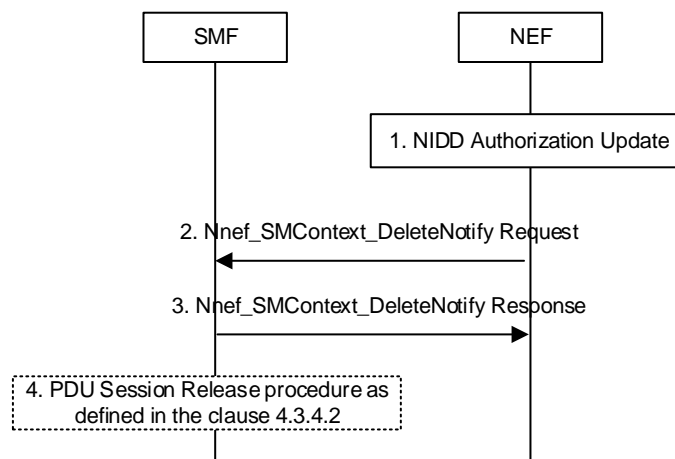 SMF
NEF
1. NIDD Authorization Update
2. Nnef_SMContext_DeleteNotify Request
3. Nnef_SMContext_DeleteNotify Response
4. PDU Session Release procedure as
defined in the clause 4.3.4.2